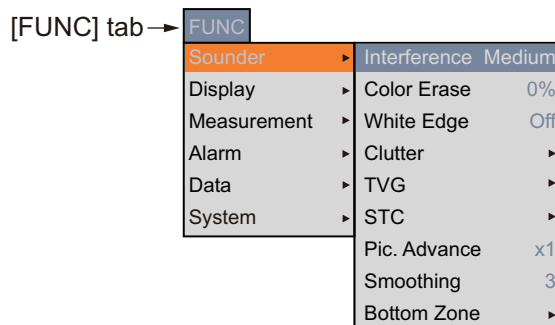 [FUNC] tab FUNC
Sounder Interference Medium
Display Color Erase 0%
Measurement White Edge Off
Alarm Clutter
Data TVG
System STC
Pic. Advance x1
Smoothing 3
Bottom Zone